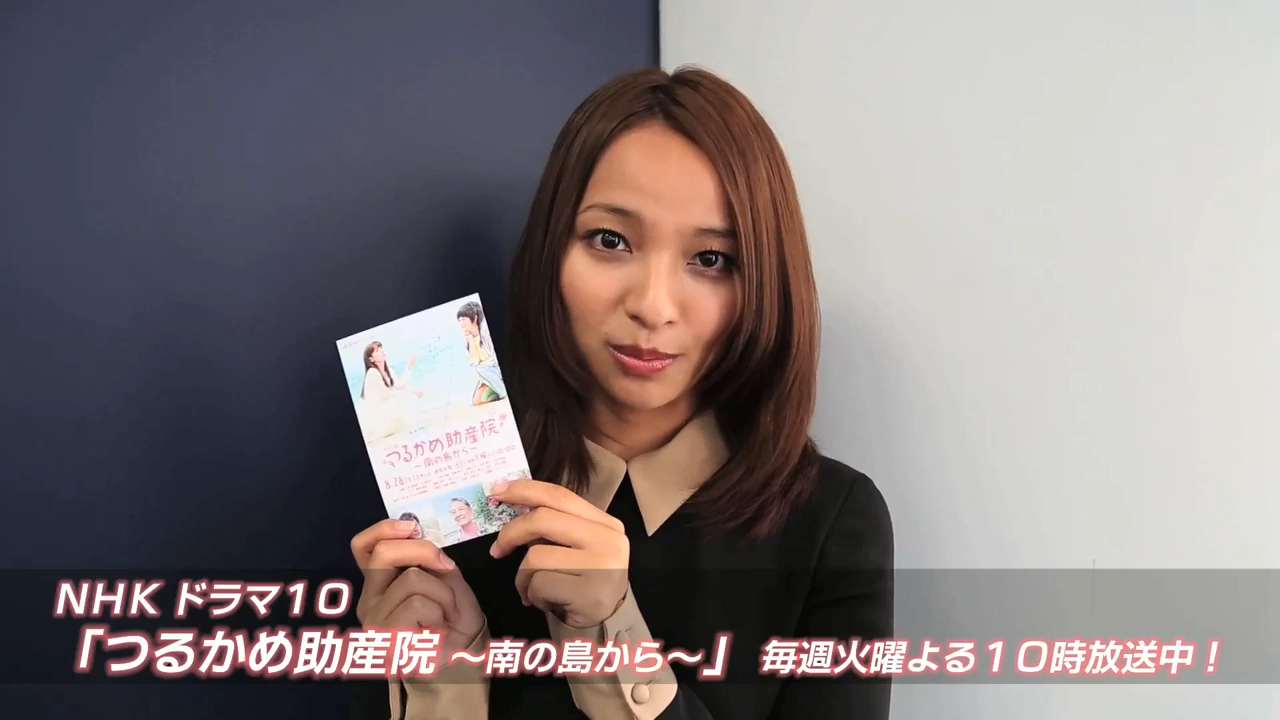 つるかめ助産院
～南の島から～
8.28
NHK ドラマ10
「つるかめ助産院 ～南の島から～」 毎週火曜よる10時放送中！